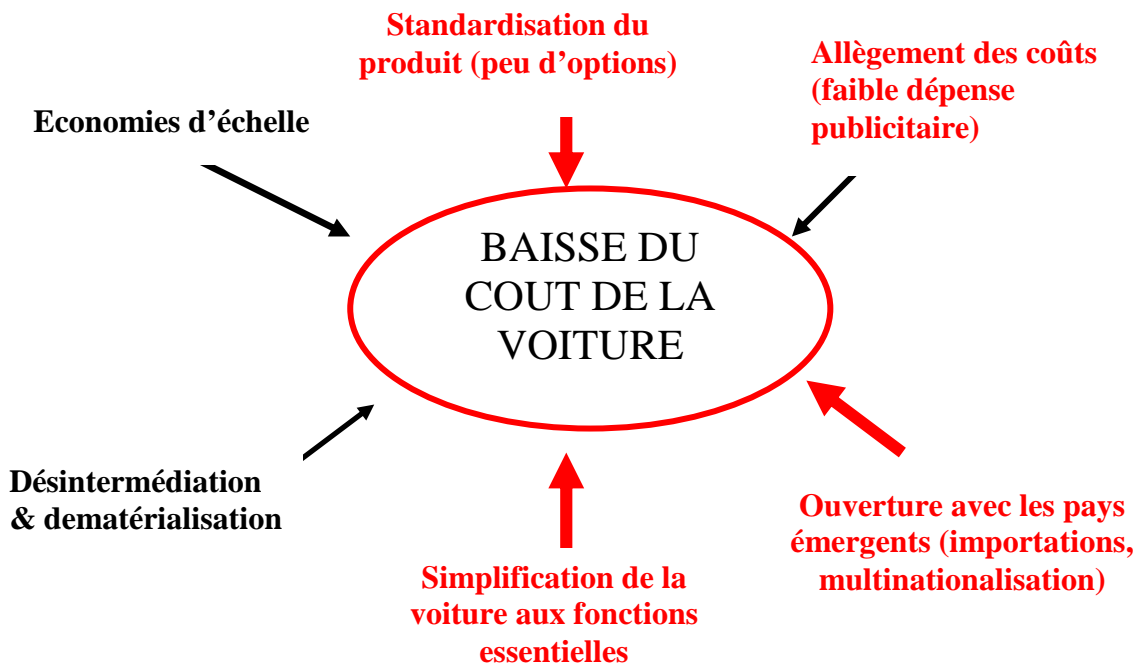 Standardisation du
produit (peu d’options)
Allègement des coûts
(faible dépense
publicitaire)
Economies d’échelle
BAISSE DU
COUT DE LA
VOITURE
Désintermédiation
& dematérialisation
Ouverture avec les pays
émergents (importations,
multinationalisation)
Simplification de la
voiture aux fonctions
essentielles